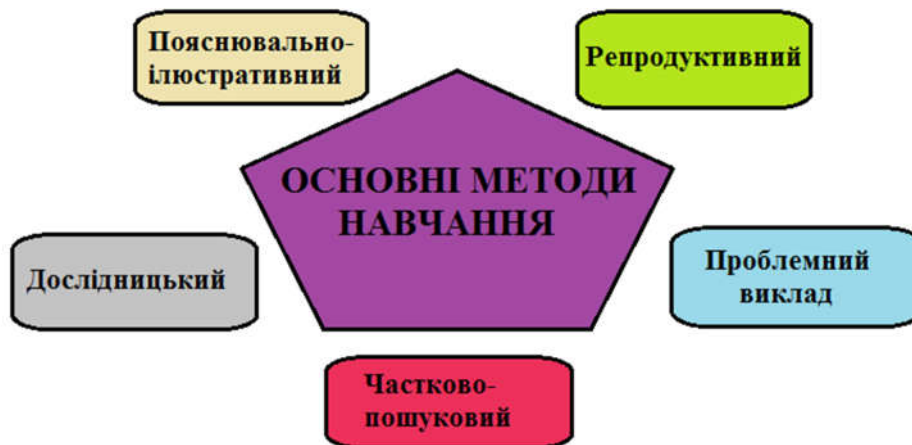 Пояснювально-
ілюстративний
Репродуктивний
ОСНОВНІ МЕТОДИ
НАВЧАННЯ
Дослідницький
Проблемний
виклад
Частково-
пошуковий